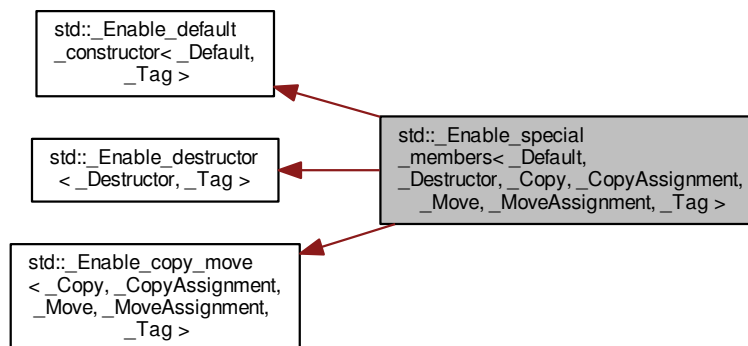 std::_Enable_default
_constructor< _Default,
_Tag >
std::_Enable_destructor
< _Destructor, _Tag >
std::_Enable_copy_move
< _Copy, _CopyAssignment,
_Move, _MoveAssignment,
_Tag >
std::_Enable_special
_members< _Default,
_Destructor, _Copy, _CopyAssignment,
_Move, _MoveAssignment, _Tag >